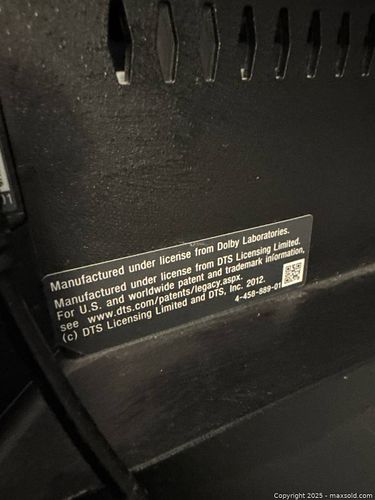 01
Manufactured under license from Dolby Laboratories.
Manufactured under license from DTS Licensing Limited.
For U.S. and worldwide patent and trademark information,
see www.dts.com/patents/legacy.aspx.
(c) DTS Licensing Limited and DTS, Inc. 2012.
4-458-889-01
Copyright 2025 - maxsold.com